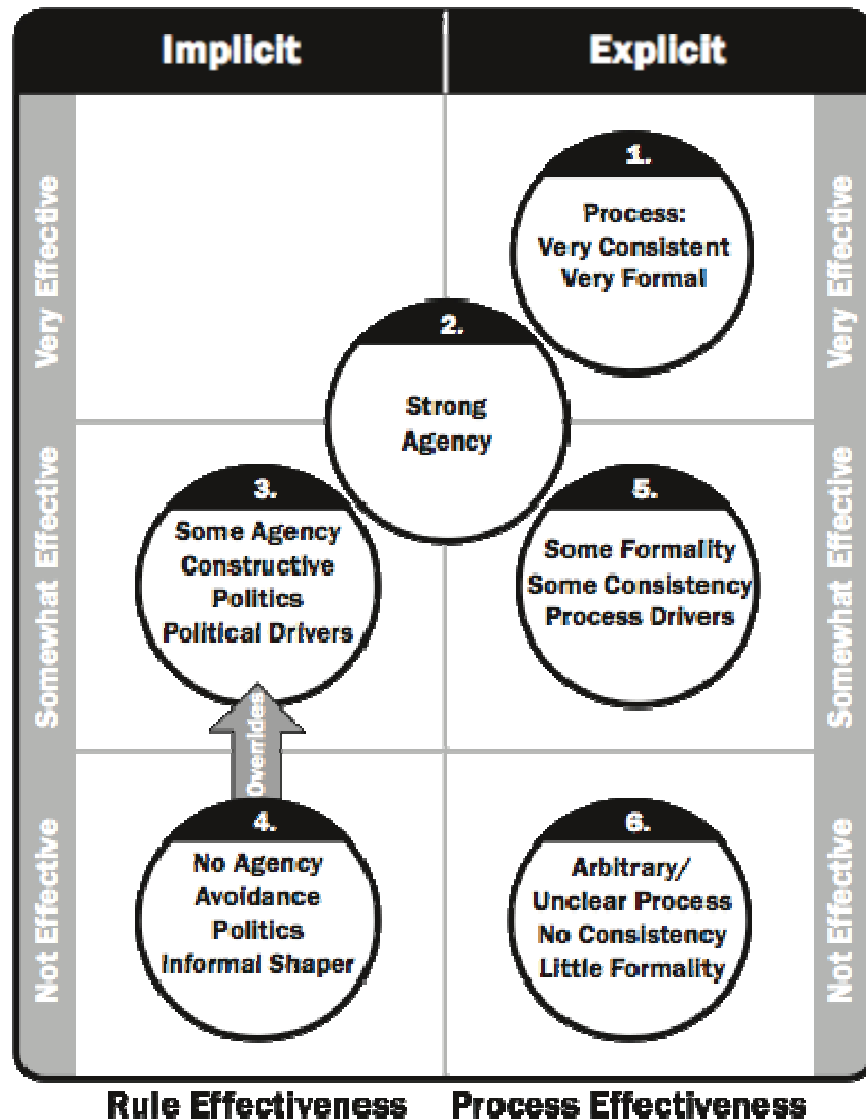 Implicit
Explicit
Very Effective
Very Effective
1.
Process:
Very Consistent
Very Formal
2.
Strong
Agency
Somewhat Effective
Somewhat Effective
3.
Some Agency
Constructive
Politics
Political Drivers
5.
Some Formality
Some Consistency
Process Drivers
Overrides
Not Effective
Not Effective
4.
No Agency
Avoidance
Politics
Informal Shaper
6.
Arbitrary/
Unclear Process
No Consistency
Little Formality
Rule Effectiveness
Process Effectiveness